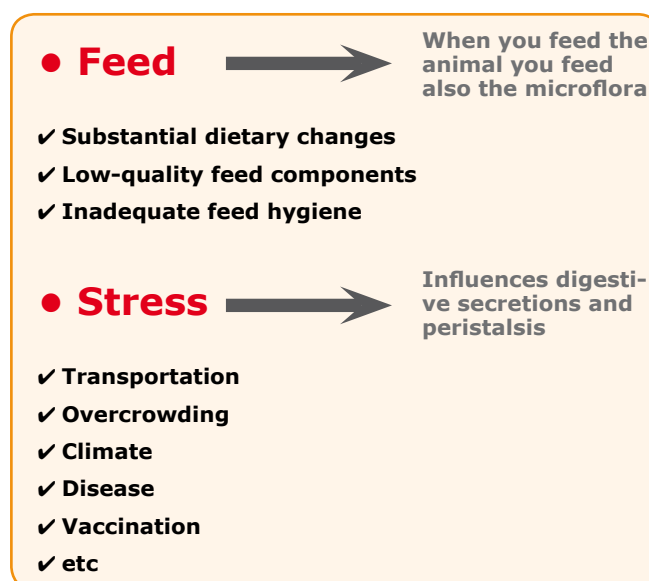 • Feed
When you feed the
animal you feed
also the microflora
✔ Substantial dietary changes
✔ Low-quality feed components
✔ Inadequate feed hygiene
• Stress
Influences digesti-
ve secretions and
peristalsis
✔ Transportation
✔ Overcrowding
✔ Climate
✔ Disease
✔ Vaccination
✔ etc